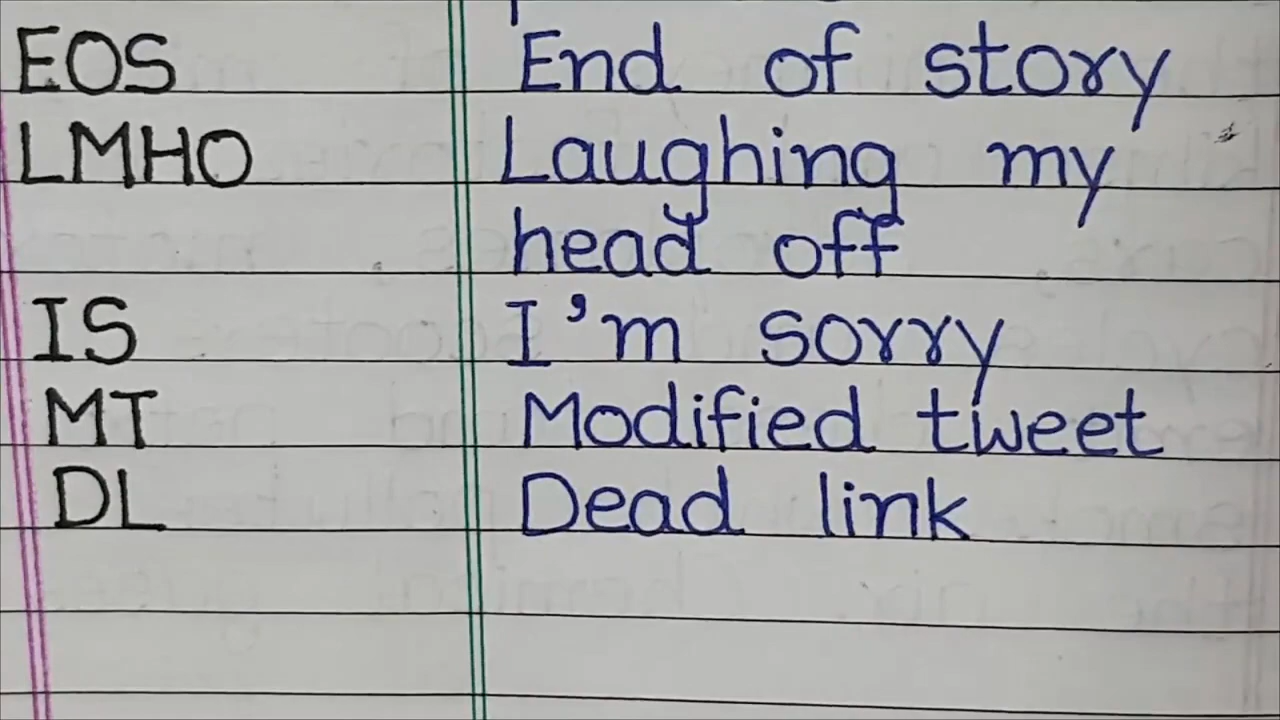 EOS End of story
LMHO Laughing my
head off
IS I'm sorry
MT Modified tweet
DL Dead link